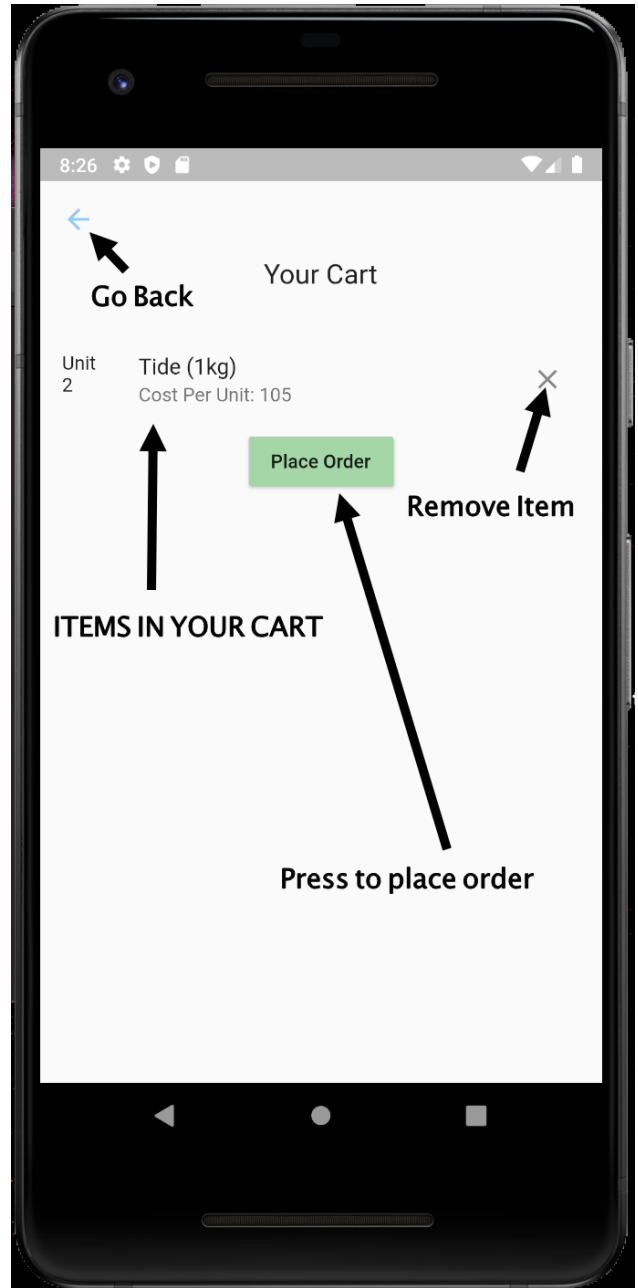 8:26
Go Back
Your Cart
Unit
2
Tide (1kg)
Cost Per Unit: 105
Place Order
Remove Item
ITEMS IN YOUR CART
Press to place order